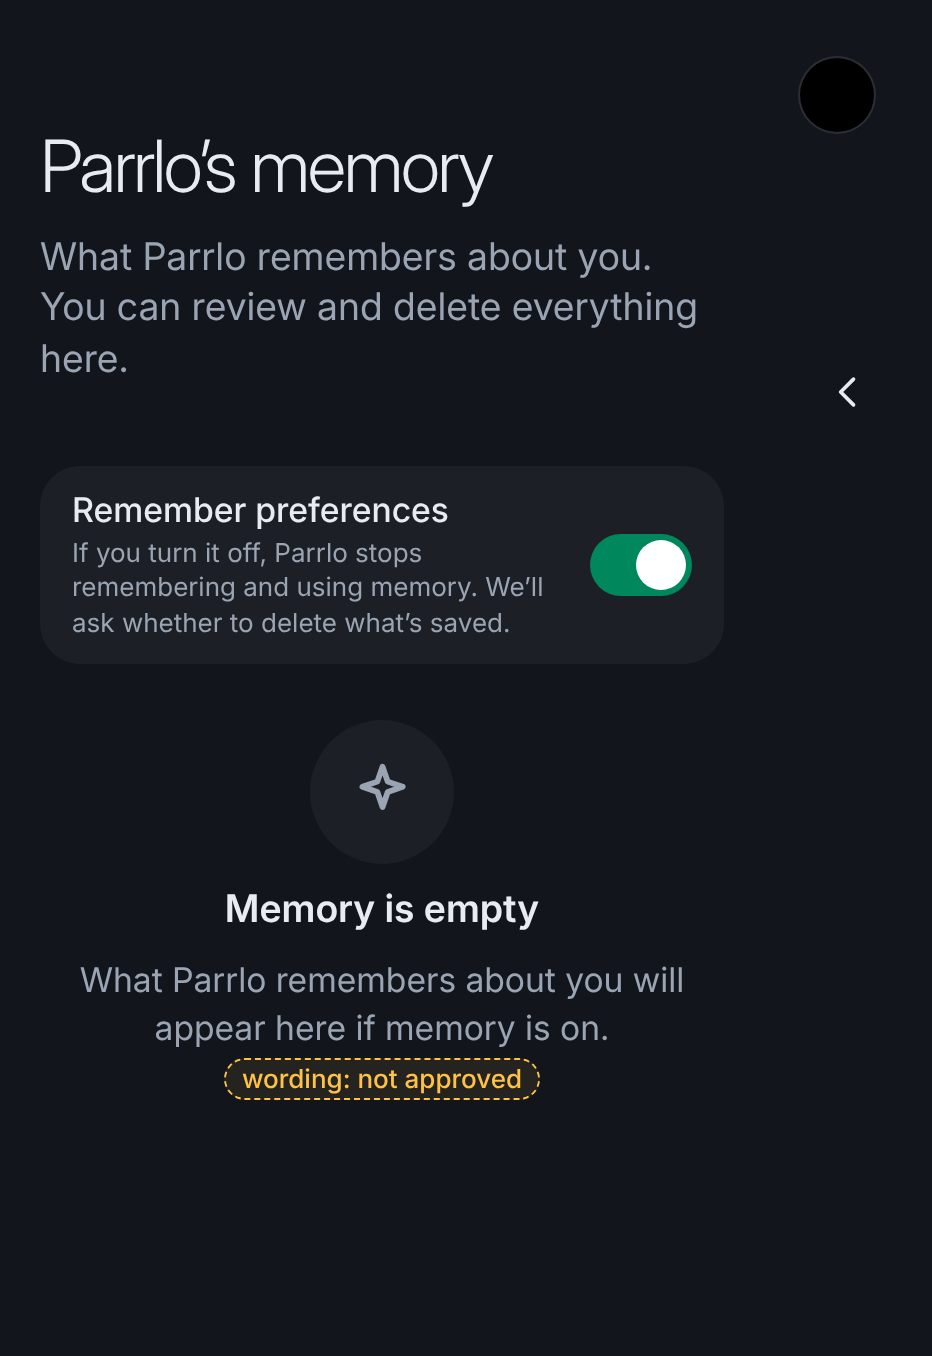 Parrlo’s memory
What Parrlo remembers about you.
You can review and delete everything
here.
Remember preferences
If you turn it off, Parrlo stops
remembering and using memory. We’ll
ask whether to delete what’s saved.
Memory is empty
What Parrlo remembers about you will
appear here if memory is on.
wording: not approved